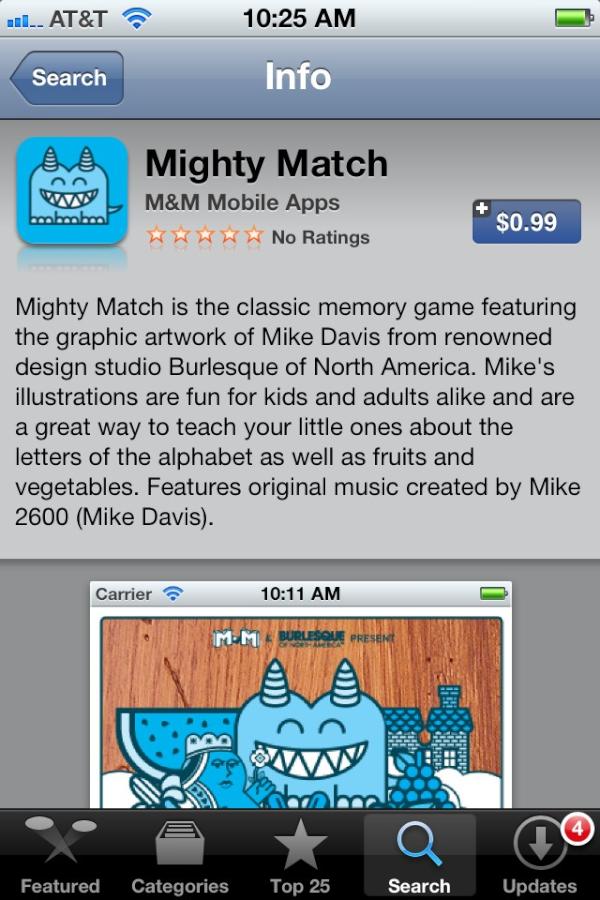 AT&T 10:25 AM
Search Info
Mighty Match
M&M Mobile Apps
No Ratings
$0.99
Mighty Match is the classic memory game featuring
the graphic artwork of Mike Davis from renowned
design studio Burlesque of North America. Mike's
illustrations are fun for kids and adults alike and are
a great way to teach your little ones about the
letters of the alphabet as well as fruits and
vegetables. Features original music created by Mike
2600 (Mike Davis).
Carrier 10:11 AM
M&M & BURLESQUE PRESENT
OF NORTH AMERICA
4
Featured Categories Top 25 Search Updates